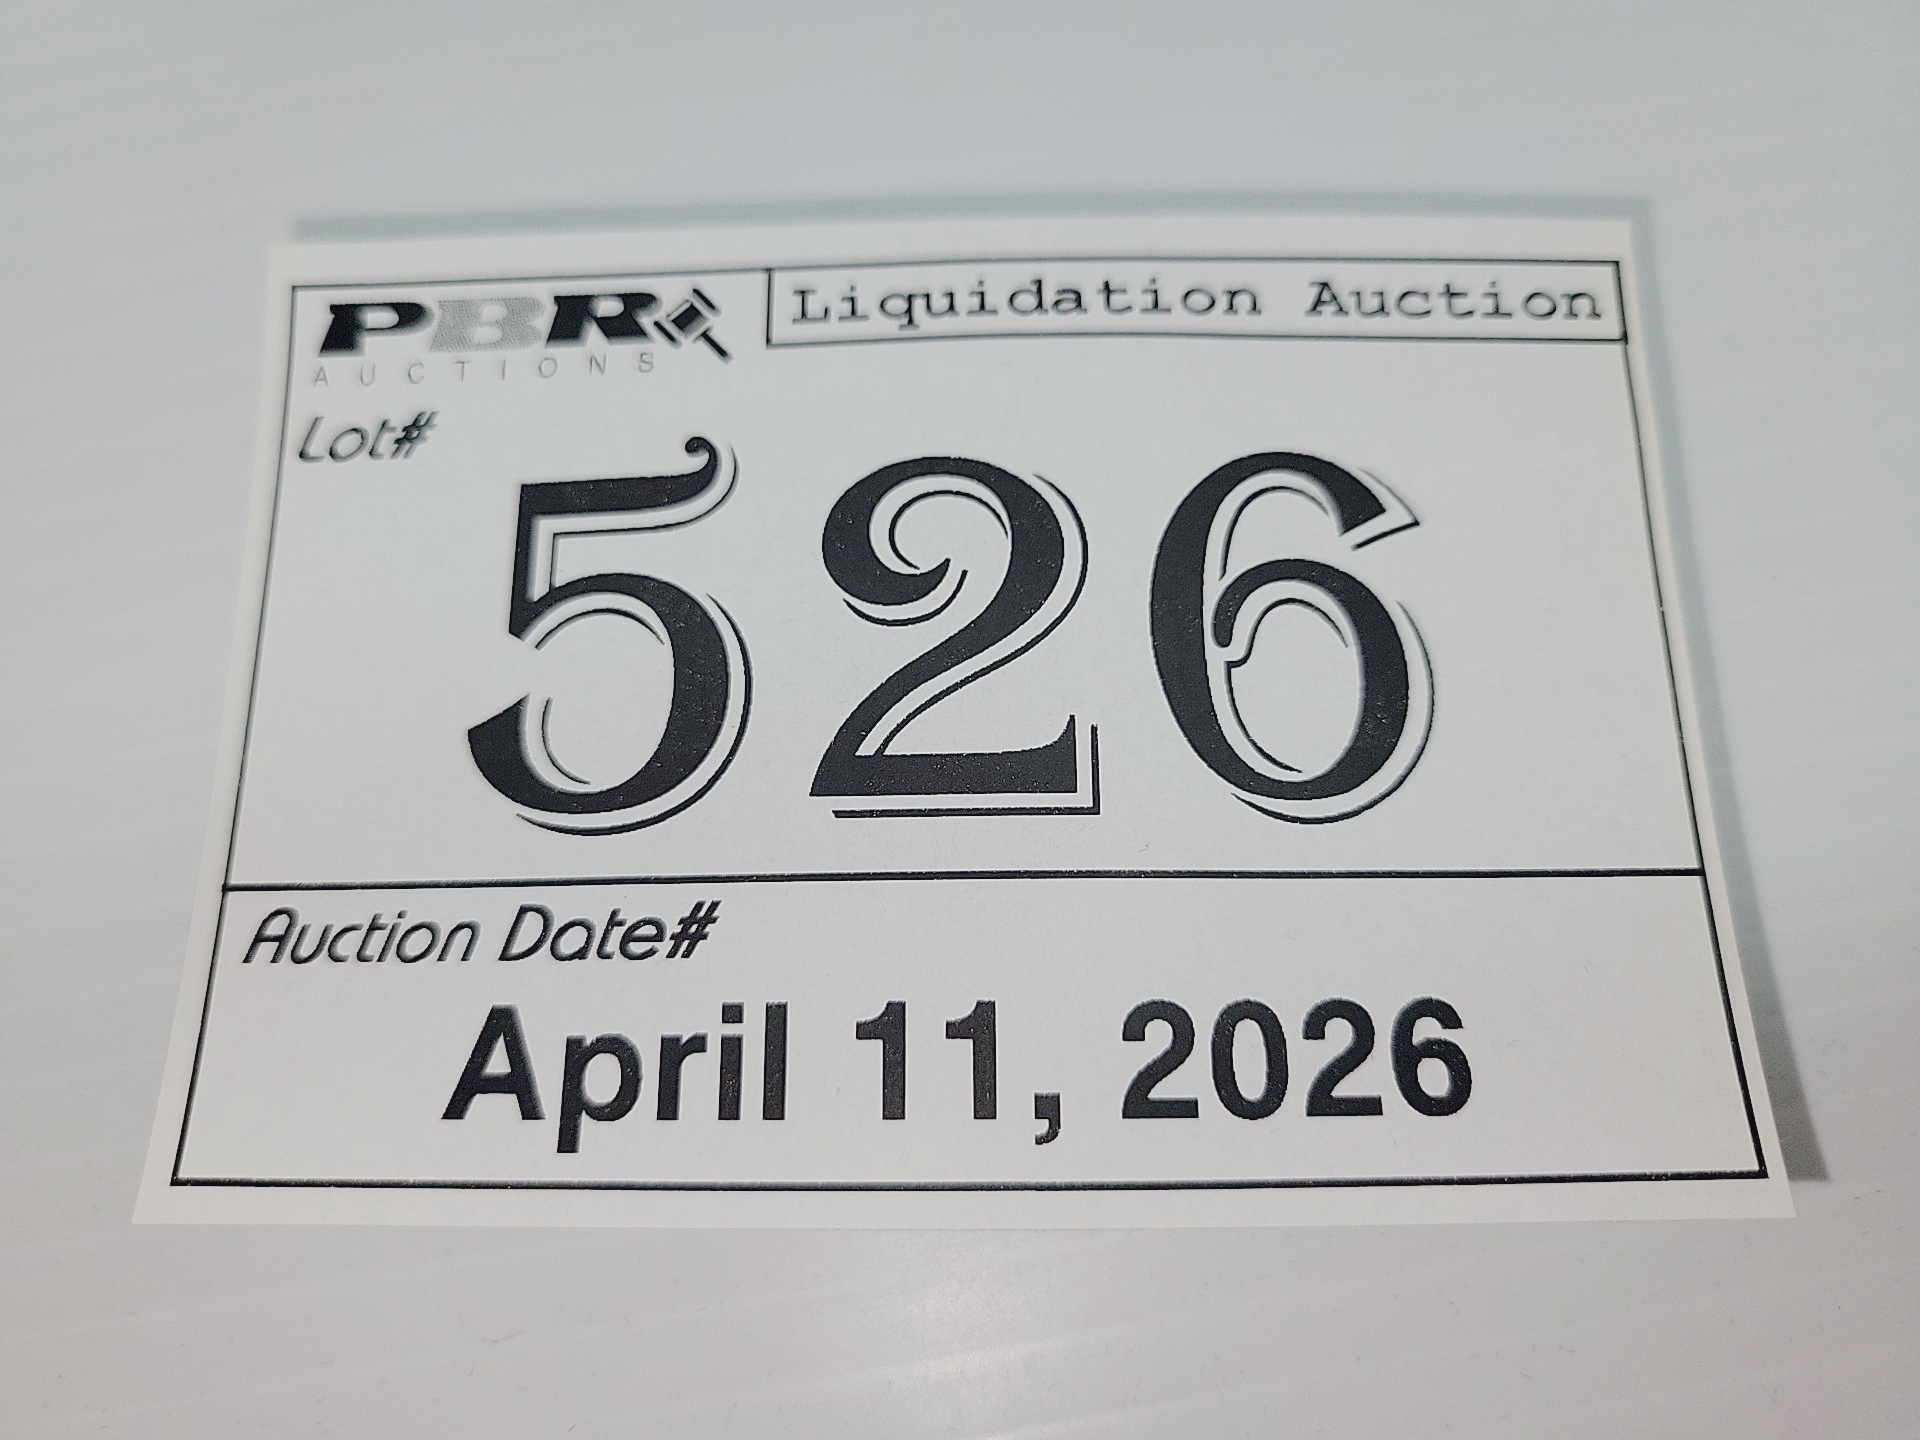 PBR
AUCTIONS
Liquidation Auction
Lot#
526
Auction Date#
April 11, 2026